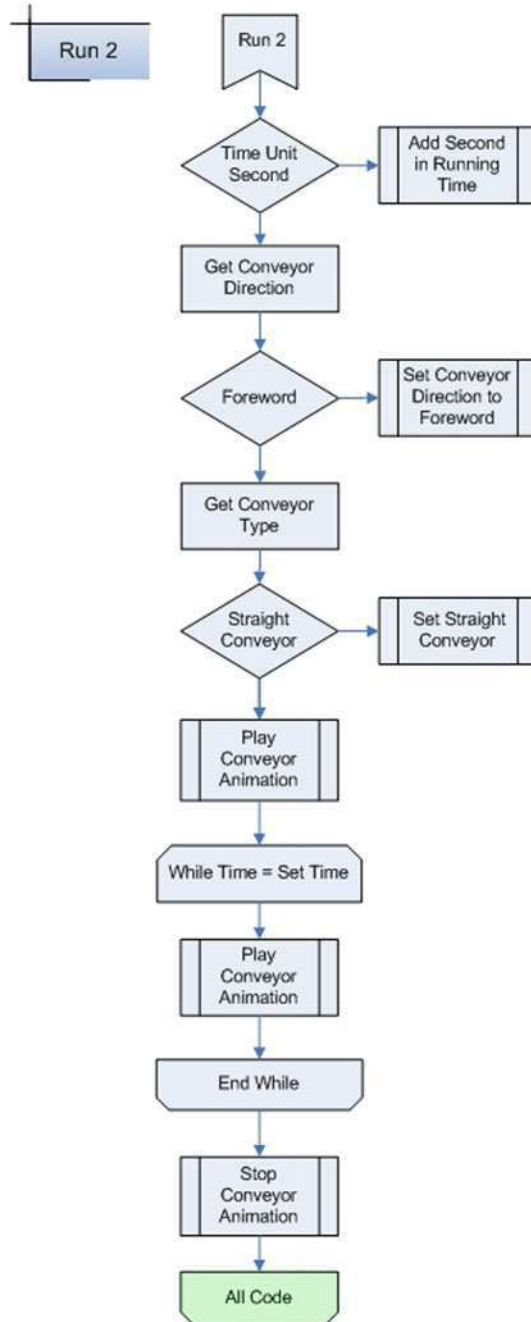 Run 2
Run 2
Time Unit
Second
Add Second
in Running
Time
Get Conveyor
Direction
Foreword
Set Conveyor
Direction to
Foreword
Get Conveyor
Type
Straight
Conveyor
Set Straight
Conveyor
Play
Conveyor
Animation
While Time = Set Time
Play
Conveyor
Animation
End While
Stop
Conveyor
Animation
All Code